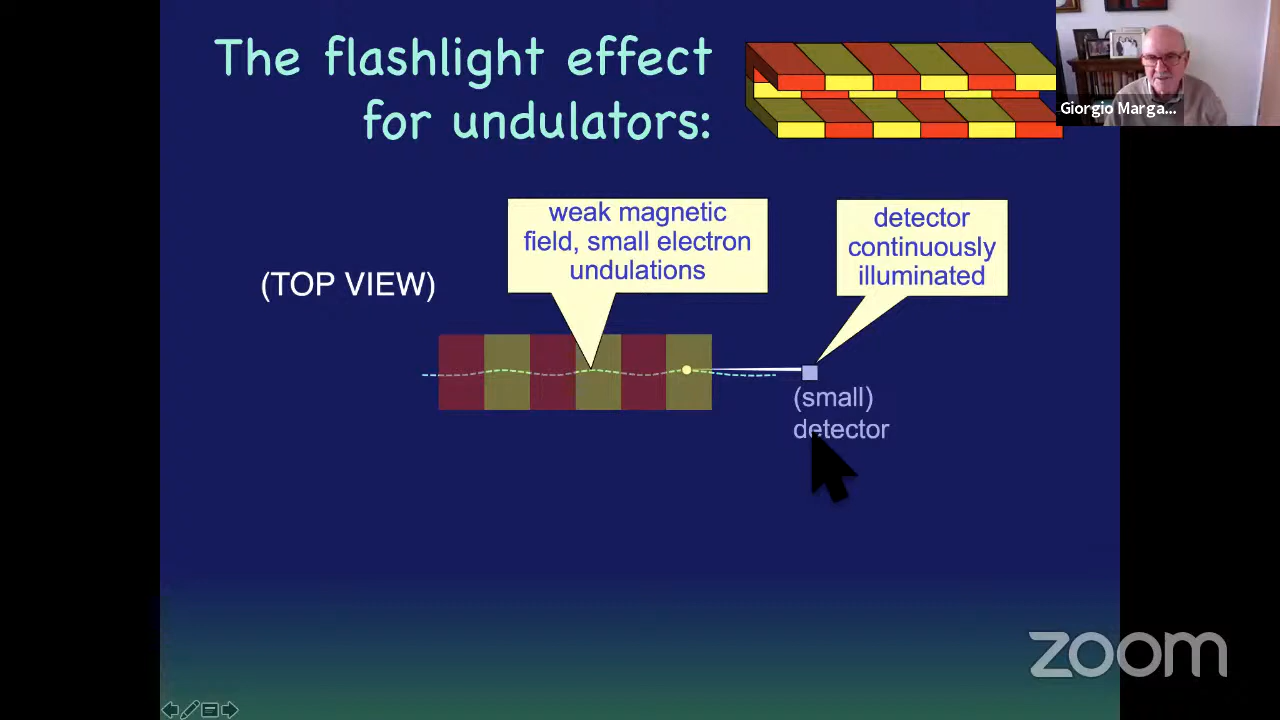 The flashlight effect
for undulators:
Giorgio Marga...
weak magnetic
field, small electron
undulations
detector
continuously
illuminated
(TOP VIEW)
(small)
detector
zoom